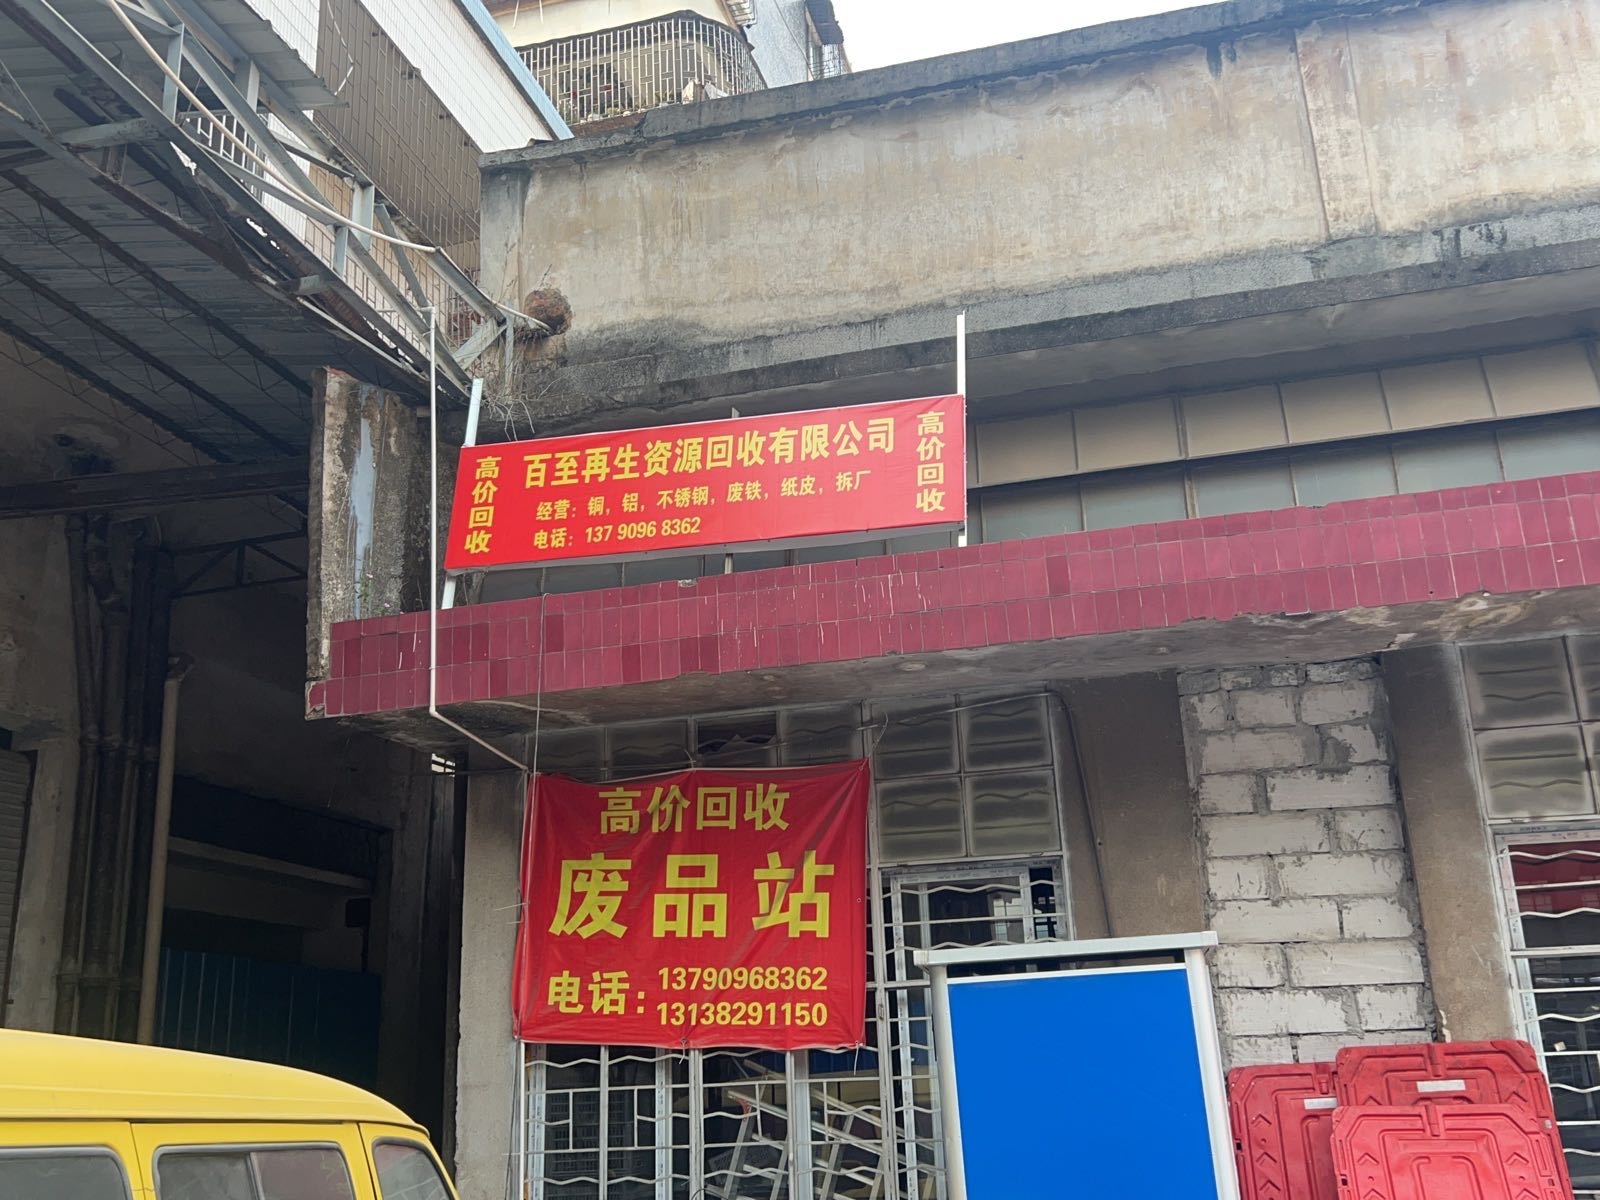 高价回收
百至再生资源回收有限公司
经营：铜，铝，不锈钢，废铁，纸皮，拆厂
电话：137 9096 8362
高价回收
高价回收
废品站
电话：
13790968362
13138291150